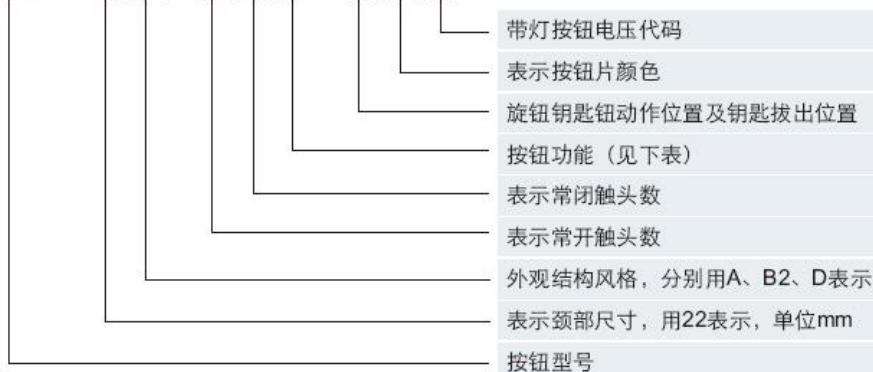 带灯按钮电压代码
表示按钮片颜色
旋钮钥匙钮动作位置及钥匙拔出位置
按钮功能（见下表）
表示常闭触头数
表示常开触头数
外观结构风格，分别用A、B2、D表示
表示颈部尺寸，用22表示，单位mm
按钮型号